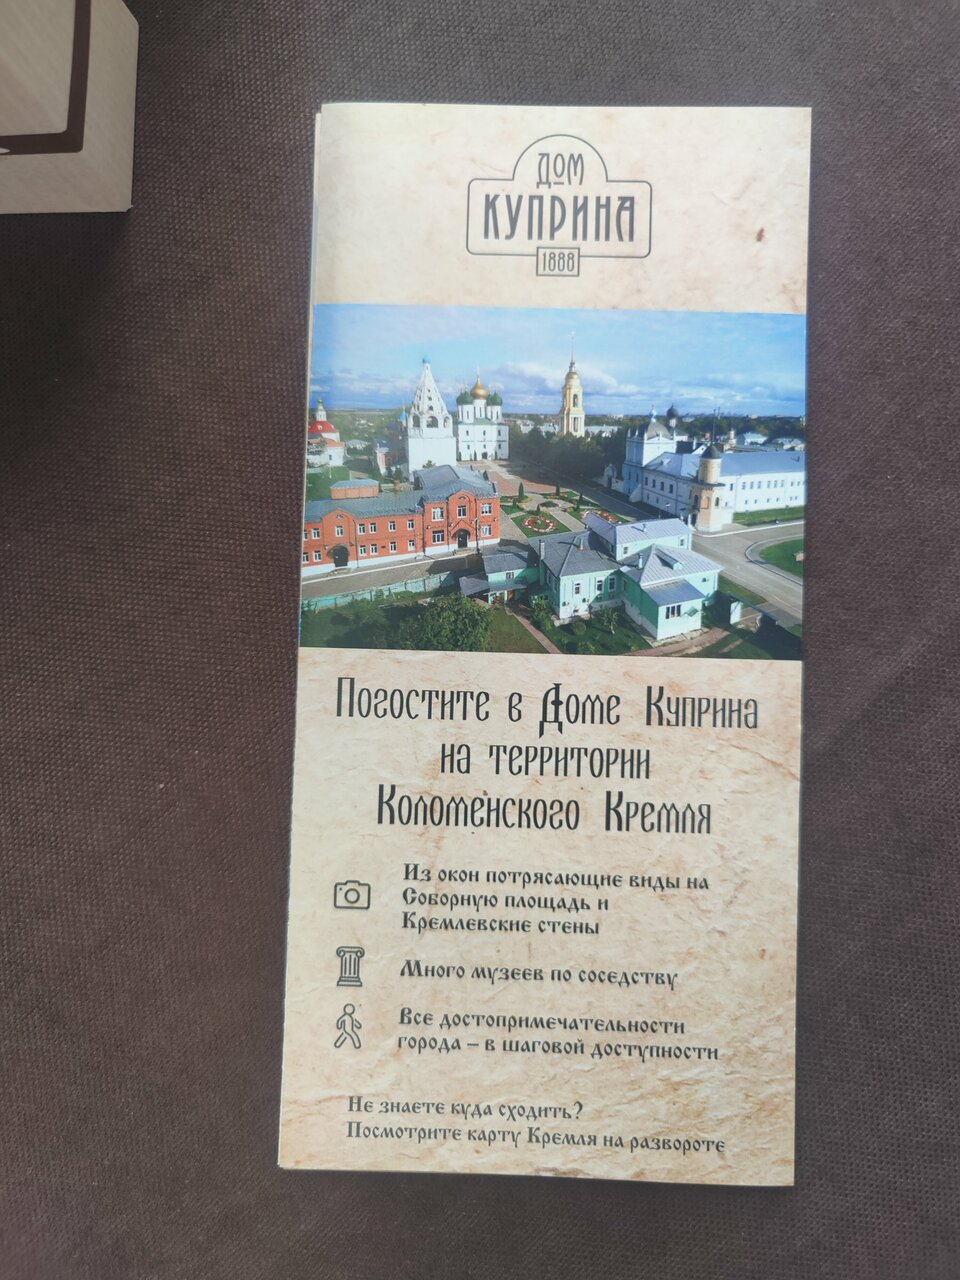 ДОМ
КУПРИНА
1888
Погостите в Доме Куприна
на территории
Коломенского Кремля
Из окон потрясающие виды на
Соборную площадь и
Кремлевские стены
Много музеев по соседству
Все достопримечательности
города – в шаговой доступности
Не знаете куда сходить?
Посмотрите карту Кремля на развороте